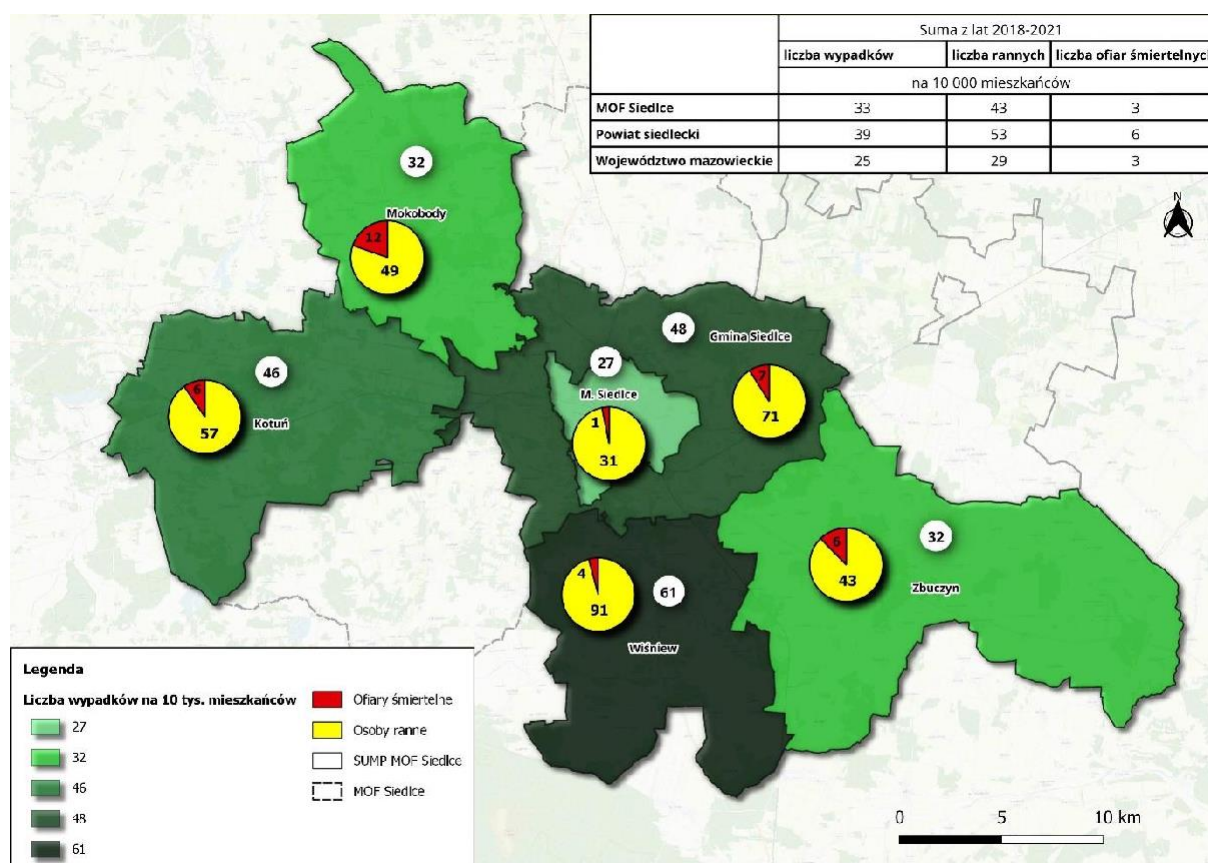 Suma z lat 2018-2021
liczba wypadków liczba rannych liczba ofiar śmiertelnych
na 10 000 mieszkańców
MOF Siedlce 33 43 3
Powiat siedlecki 39 53 6
Województwo mazowieckie 25 29 3
32
Mokobody
12
49
N
48
Gmina Siedlce
27
M. Siedlce
46
6
57
Kotuń
1
31
7
71
4
91
61
Wiśniew
32
6
43
Zbuczyn
Legenda
Liczba wypadków na 10 tys. mieszkańców
27
32
46
48
61
Ofiary śmiertelne
Osoby ranne
SUMP MOF Siedlce
MOF Siedlce
0 5 10 km